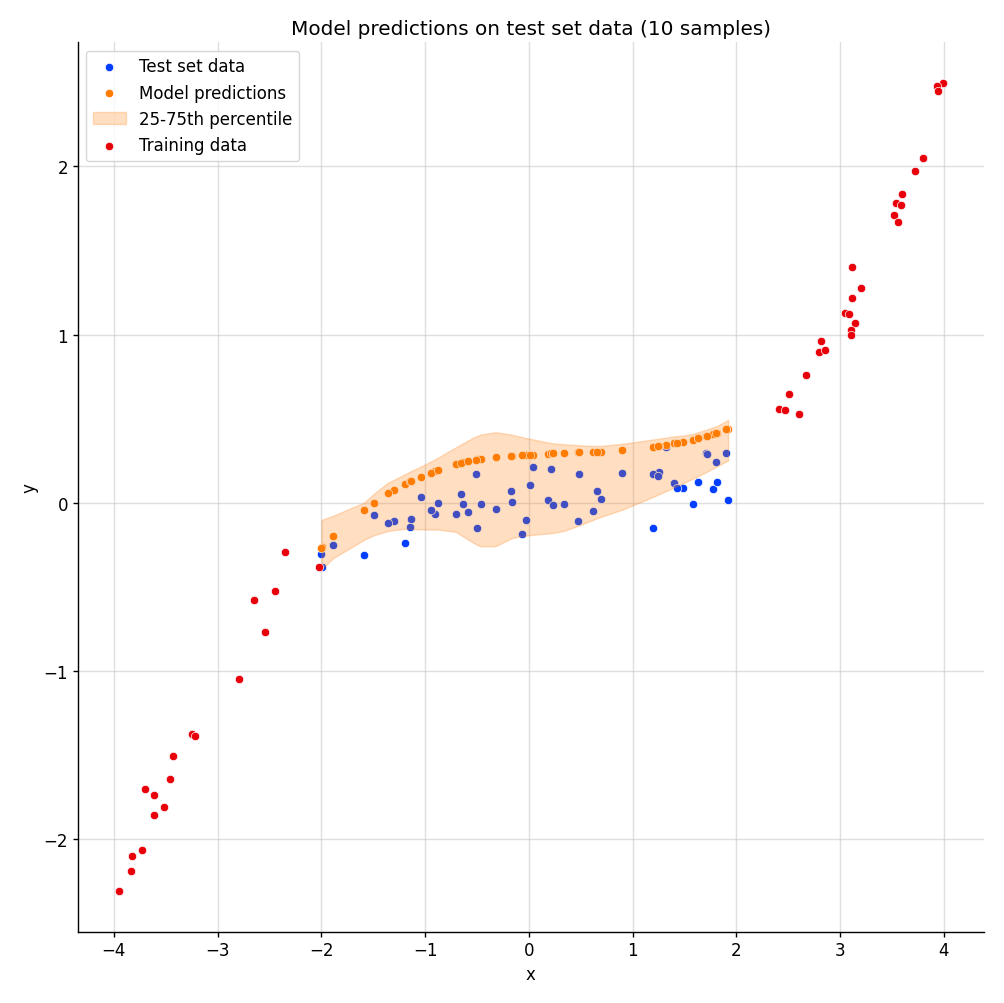 Model predictions on test set data (10 samples)
Test set data
Model predictions
25-75th percentile
Training data
2
1
0
−1
−2
y
−4 −3 −2 −1 0 1 2 3 4
x